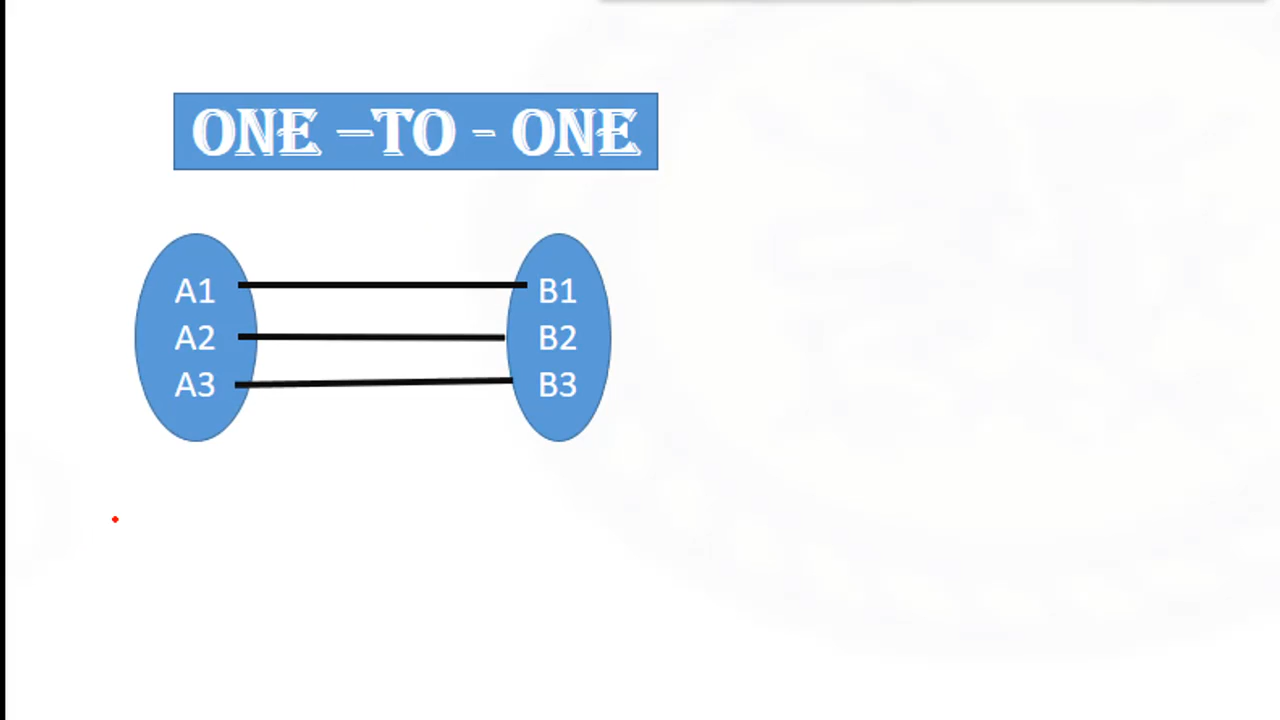 ONE –TO - ONE
A1 B1
A2 B2
A3 B3